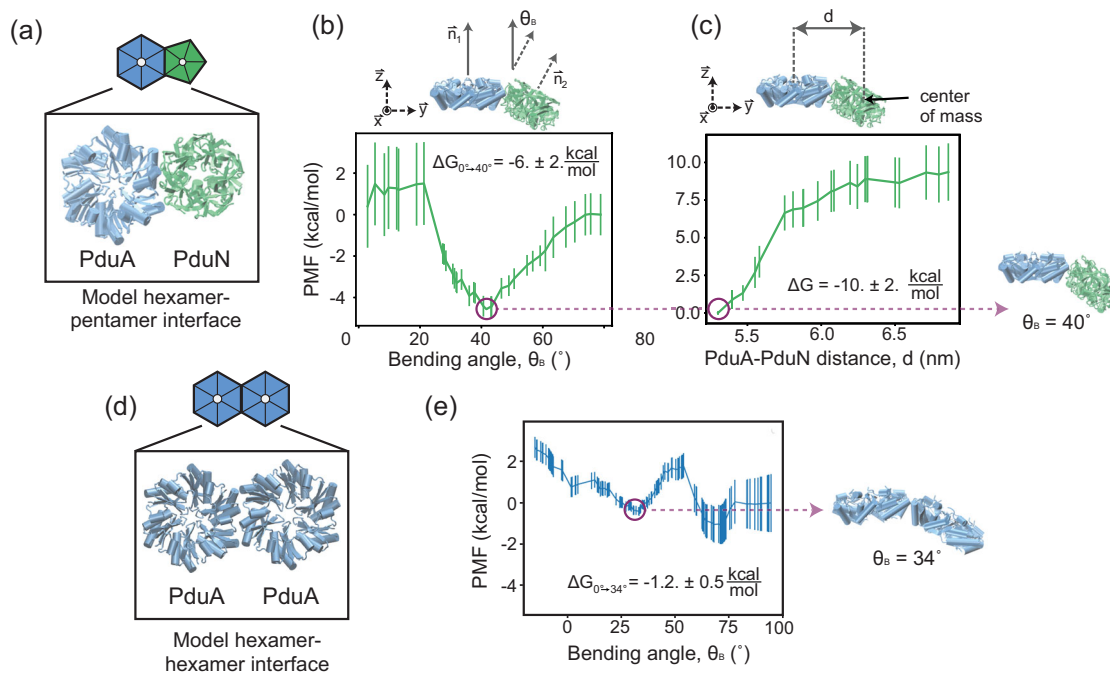 (a)
PduA PduN
Model hexamer-
pentamer interface
(b)
n₁
θB
n₂
z
y
x
ΔG0°→40° = -6. ± 2. kcal/mol
PMF (kcal/mol)
2
0
-2
-4
0 20 40 60 80
Bending angle, θB (°)
(c)
d
z
y
x
center
of mass
10.0
7.5
5.0
2.5
0.0
ΔG = -10. ± 2. kcal/mol
5.5 6.0 6.5
PduA-PduN distance, d (nm)
θB = 40°
(d)
PduA PduA
Model hexamer-
hexamer interface
(e)
PMF (kcal/mol)
2
0
-2
-4
ΔG0°→34° = -1.2. ± 0.5 kcal/mol
0 25 50 75 100
Bending angle, θB (°)
θB = 34°